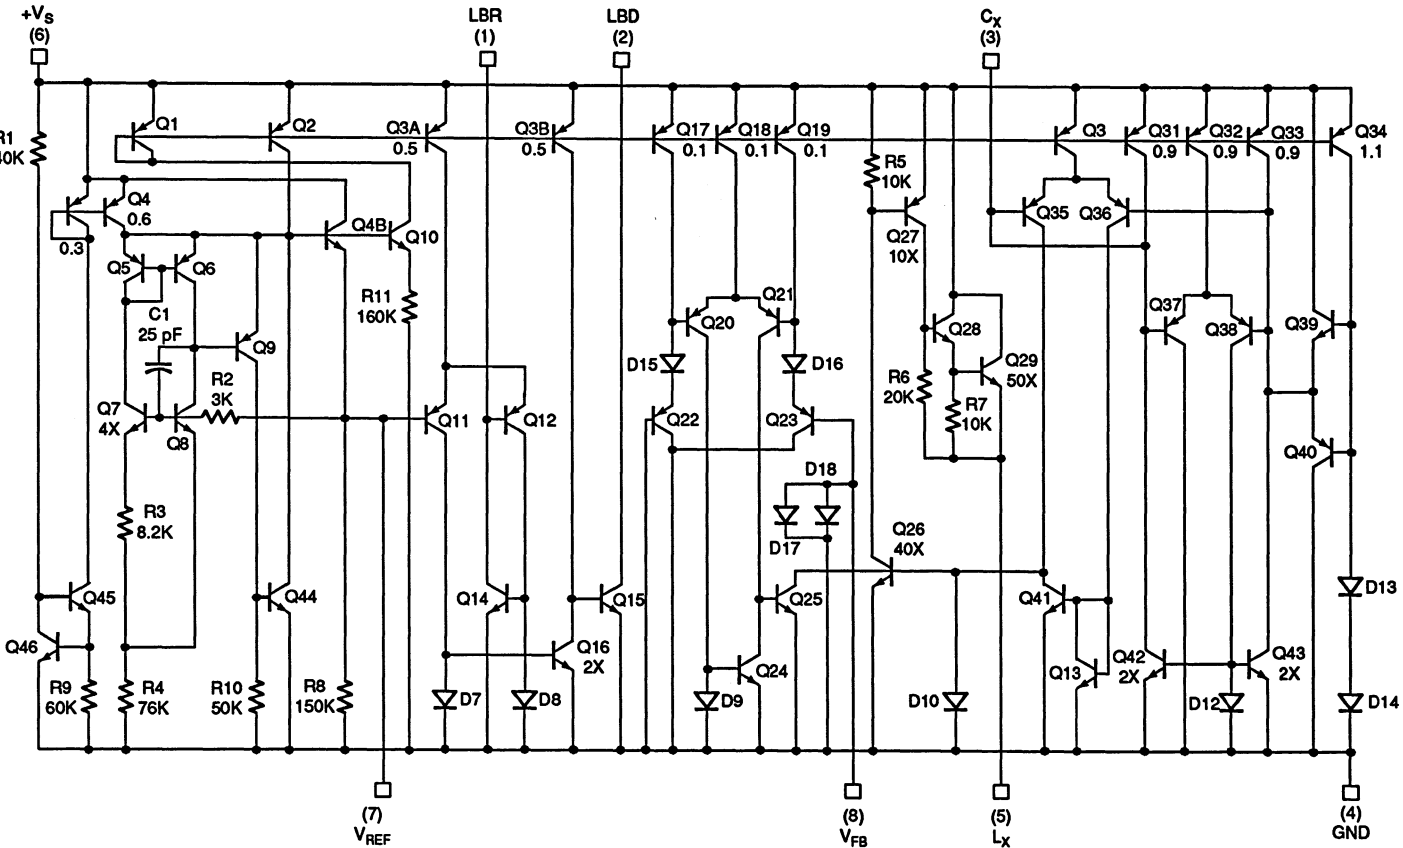 +VS
(6)
LBR
(1)
LBD
(2)
CX
(3)
R1
Q1
Q2
Q3A
0.5
Q3B
0.5
Q17
0.1
Q18
0.1
Q19
0.1
Q3
Q31
0.9
Q32
0.9
Q33
0.9
Q34
1.1
R5
10K
Q4
0.6
0.3
Q4B
Q10
Q27
10X
Q35
Q36
Q5
Q6
C1
25 pF
R11
160K
Q9
Q20
Q21
Q28
Q29
50X
Q37
Q38
Q39
D15
D16
R2
3K
R6
20K
R7
10K
Q7
4X
Q8
Q11
Q12
Q22
Q23
Q40
D18
D17
R3
8.2K
Q26
40X
Q45
Q44
Q14
Q15
Q25
Q41
D13
Q46
Q16
2X
Q24
Q13
Q42
2X
Q43
2X
R9
60K
R4
76K
R10
50K
R8
150K
D7
D8
D9
D10
D12
D14
(7)
VREF
(8)
VFB
(5)
LX
(4)
GND